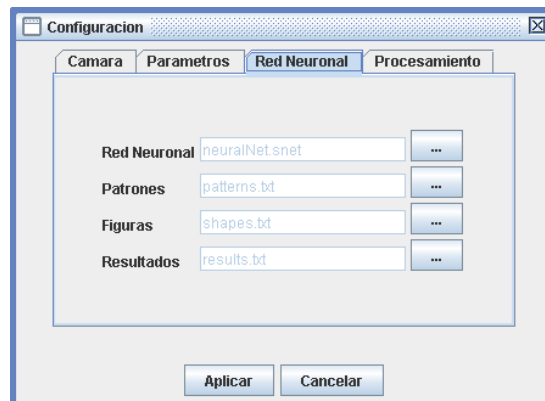 Configuracion
Camara Parametros Red Neuronal Procesamiento
Red Neuronal neuralNet.snet ...
Patrones patterns.txt ...
Figuras shapes.txt ...
Resultados results.txt ...
Aplicar Cancelar